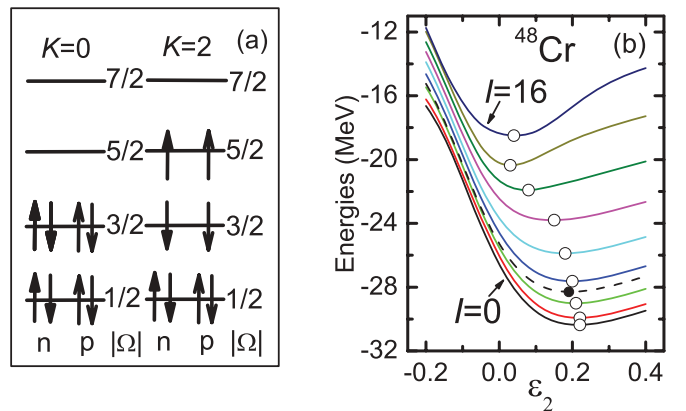 K=0 K=2 (a)
7/2 7/2
5/2 5/2
3/2 3/2
1/2 1/2
n p |Ω| n p |Ω|
Energies (MeV)
-12
-16
-20
-24
-28
-32
⁴⁸Cr (b)
I=16
I=0
-0.2 0.0 0.2 0.4
ε₂